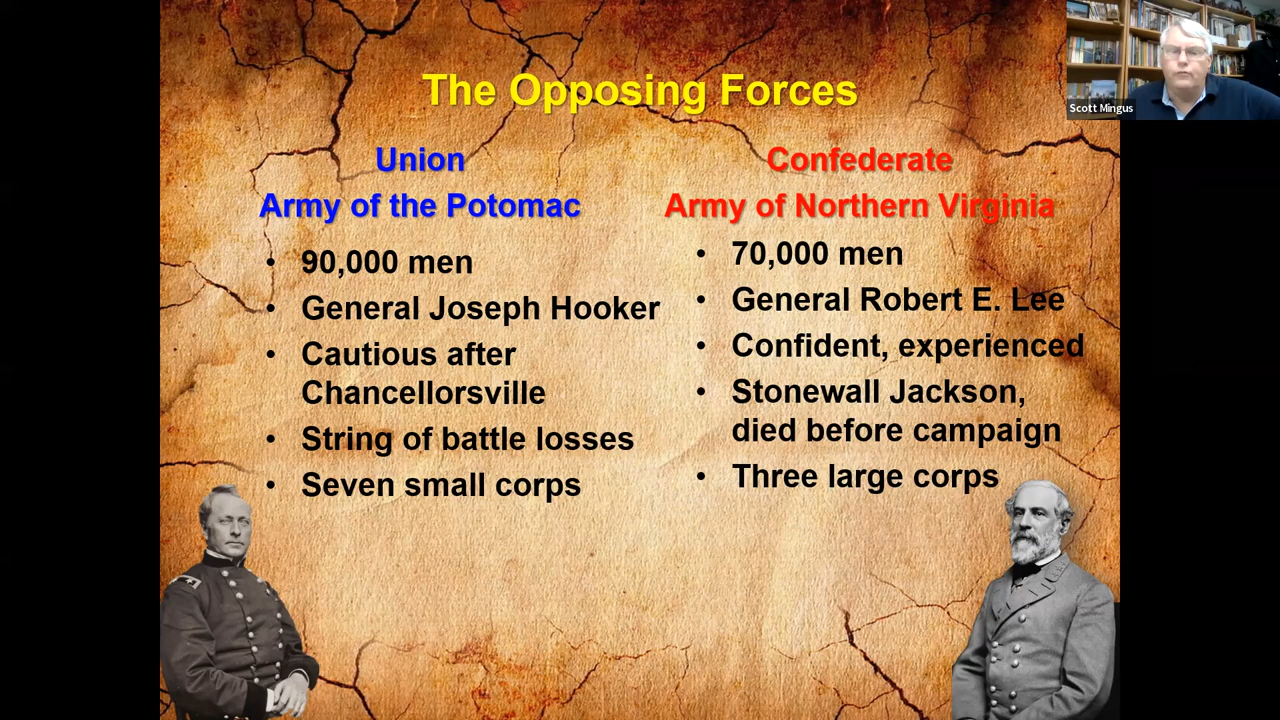 The Opposing Forces
Scott Mingus
Union
Army of the Potomac
• 90,000 men
• General Joseph Hooker
• Cautious after
Chancellorsville
• String of battle losses
• Seven small corps
Confederate
Army of Northern Virginia
• 70,000 men
• General Robert E. Lee
• Confident, experienced
• Stonewall Jackson,
died before campaign
• Three large corps